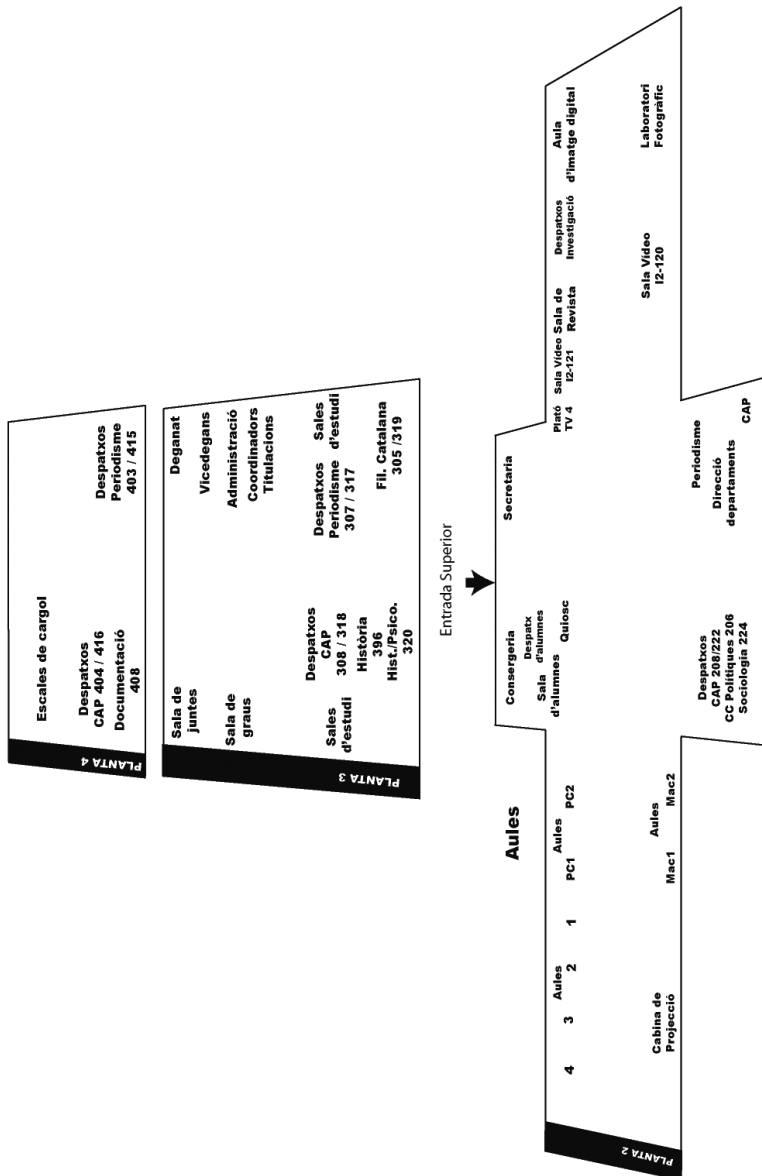 PLANTA 4
Escales de cargol
Despatxos
CAP 404 / 416
Documentació
408
Despatxos
Periodisme
403 / 415
PLANTA 3
Sala de
juntes
Sala de
graus
Sales
d'estudi
Despatxos
CAP
308 / 318
Història
396
Hist./Psico.
320
Deganat
Vicedegans
Administració
Coordinadors
Titulacions
Despatxos
Periodisme
307 / 317
Sales
d'estudi
Fil. Catalana
305 /319
Entrada Superior
PLANTA 2
Aules
4
3
Aules
2
1
PC1
Aules
PC2
Cabina de
Projecció
Mac1
Aules
Mac2
Consergeria
Despatx
d'alumnes
Sala
d'alumnes
Quiosc
Secretaria
Despatxos
CAP 208/222
CC Polítiques 206
Sociologia 224
Periodisme
Direcció
departaments
CAP
Plató
TV 4
Sala Vídeo
I2-121
Sala de
Revista
Despatxos
Investigació
Aula
d'imatge digital
Sala Vídeo
I2-120
Laboratori
Fotogràfic